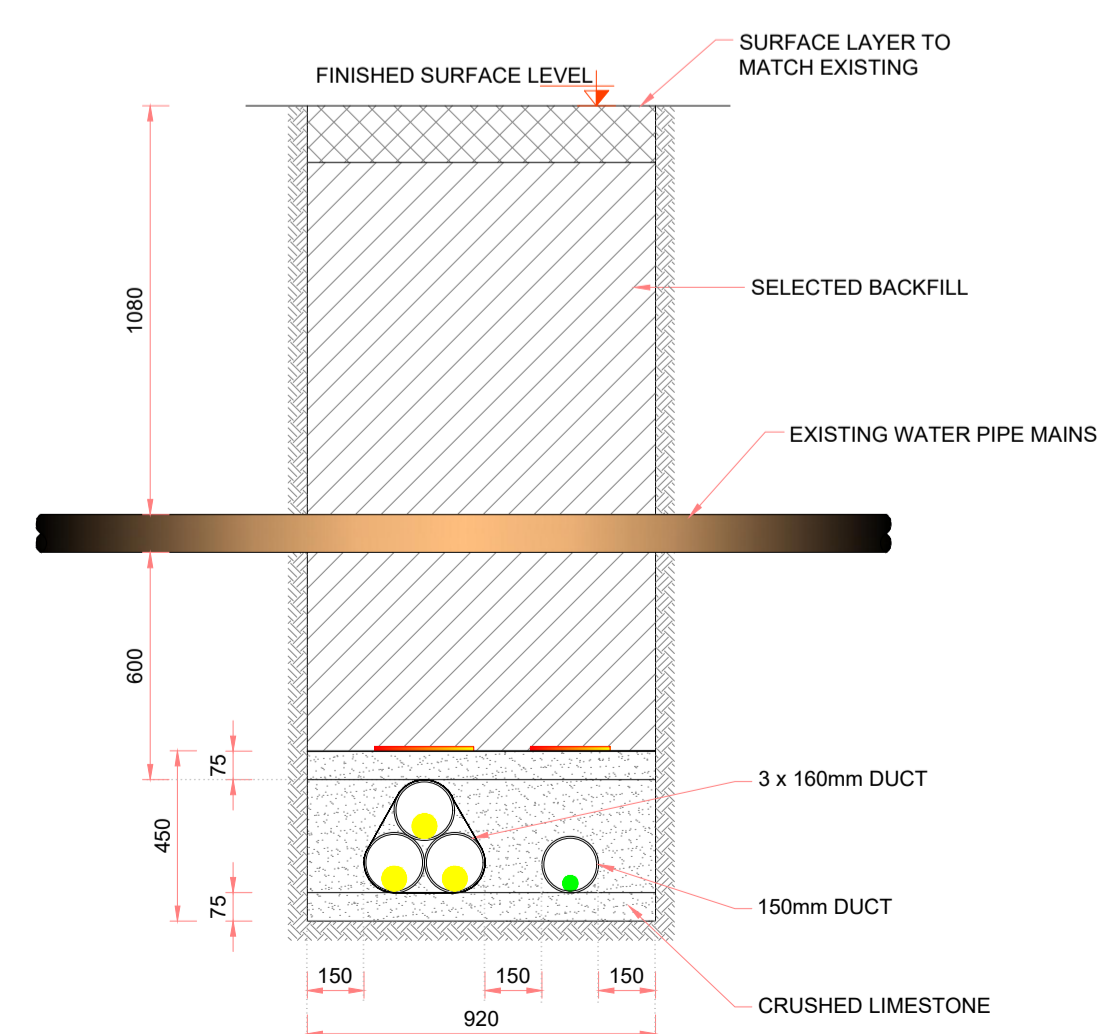 SURFACE LAYER TO
MATCH EXISTING
FINISHED SURFACE LEVEL
1080
SELECTED BACKFILL
EXISTING WATER PIPE MAINS
600
75
3 x 160mm DUCT
450
75
150mm DUCT
150
150
150
CRUSHED LIMESTONE
920